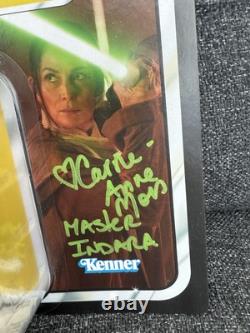 ♡Carrie-
Anne
Moss
MASTER
INDARA
Kenner